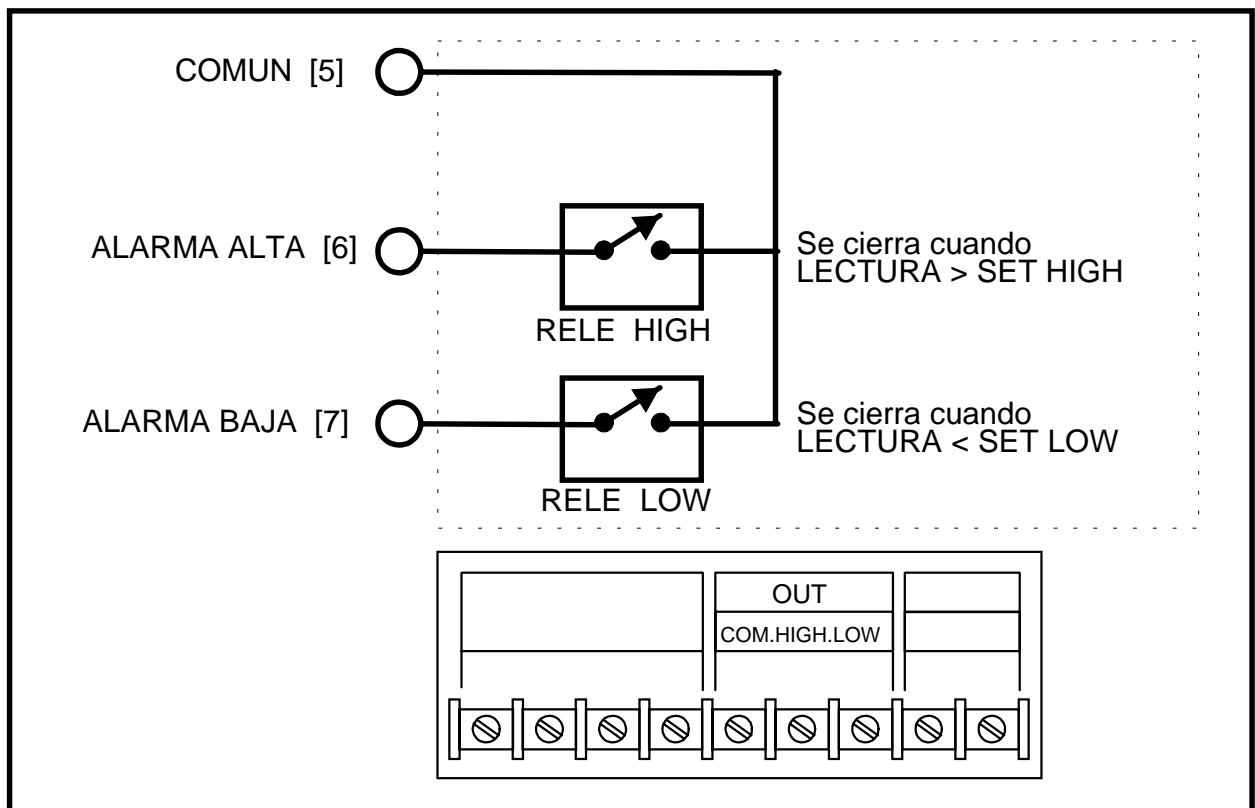 COMUN [5]
ALARMA ALTA [6]
Se cierra cuando
LECTURA > SET HIGH
RELE HIGH
ALARMA BAJA [7]
Se cierra cuando
LECTURA < SET LOW
RELE LOW
OUT
COM.HIGH.LOW